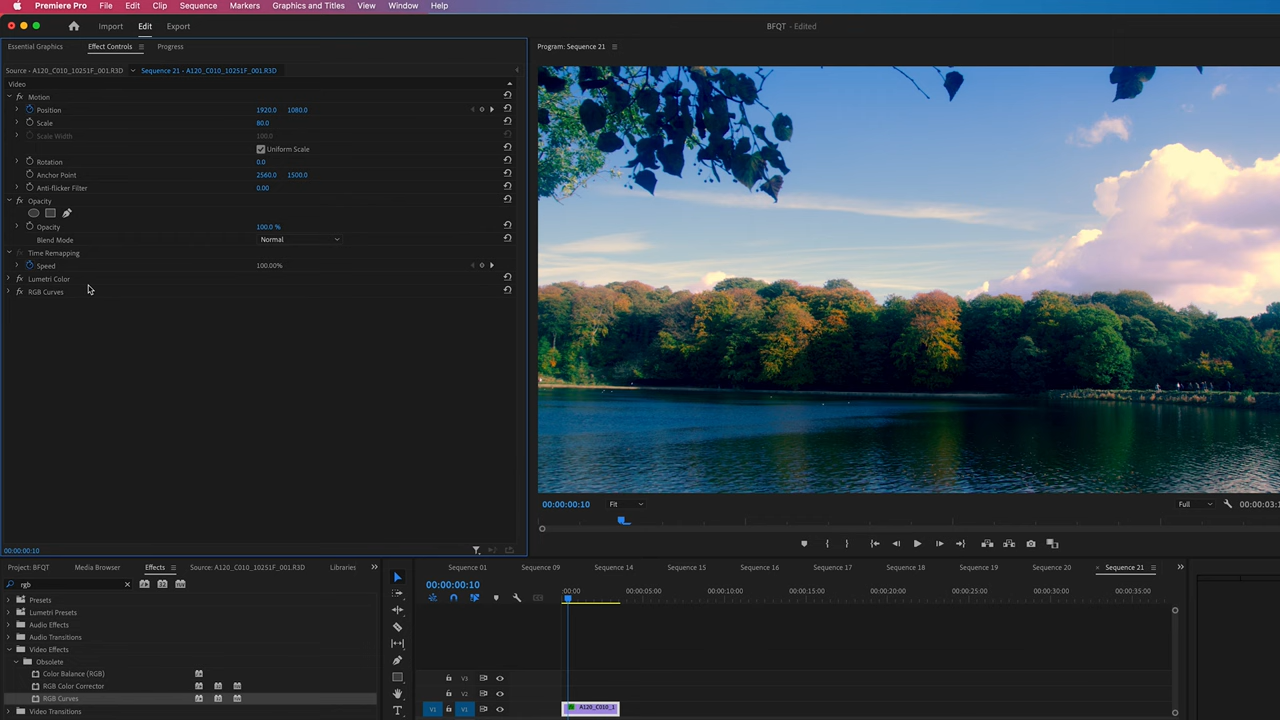 Premiere Pro File Edit Clip Sequence Markers Graphics and Titles View Window Help
Import Edit Export BFQT - Edited
Essential Graphics Effect Controls Progress Program: Sequence 21
Source - A120_C010_10251F_001.R3D Sequence 21 - A120_C010_10251F_001.R3D
Video
fx Motion
Position 1920.0 1080.0
Scale 80.0
Scale Width 100.0
Uniform Scale
Rotation 0.0
Anchor Point 2560.0 1500.0
Anti-flicker Filter 0.00
fx Opacity
Opacity 100.0 %
Blend Mode Normal
fx Time Remapping
Speed 100.00%
fx Lumetri Color
fx RGB Curves
00:00:00:10 Fit Full
00:00:00:10
Project: BFQT Media Browser Effects Source: A120_C010_10251F_001.R3D Libraries
rgb
Presets
Lumetri Presets
Audio Effects
Audio Transitions
Video Effects
Obsolete
Color Balance (RGB)
RGB Color Corrector
RGB Curves
Video Transitions
Sequence 01 Sequence 09 Sequence 14 Sequence 15 Sequence 16 Sequence 17 Sequence 18 Sequence 19 Sequence 20 Sequence 21
00:00:00:10
:00:00 00:00:05:00 00:00:10:00 00:00:15:00 00:00:20:00 00:00:25:00 00:00:30:00 00:00:35:00
V3
V2
V1 V1 A120_C010_1